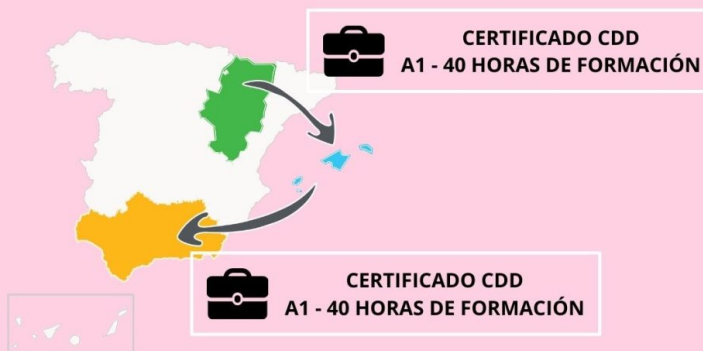 CERTIFICADO CDD
A1 - 40 HORAS DE FORMACIÓN
CERTIFICADO CDD
A1 - 40 HORAS DE FORMACIÓN